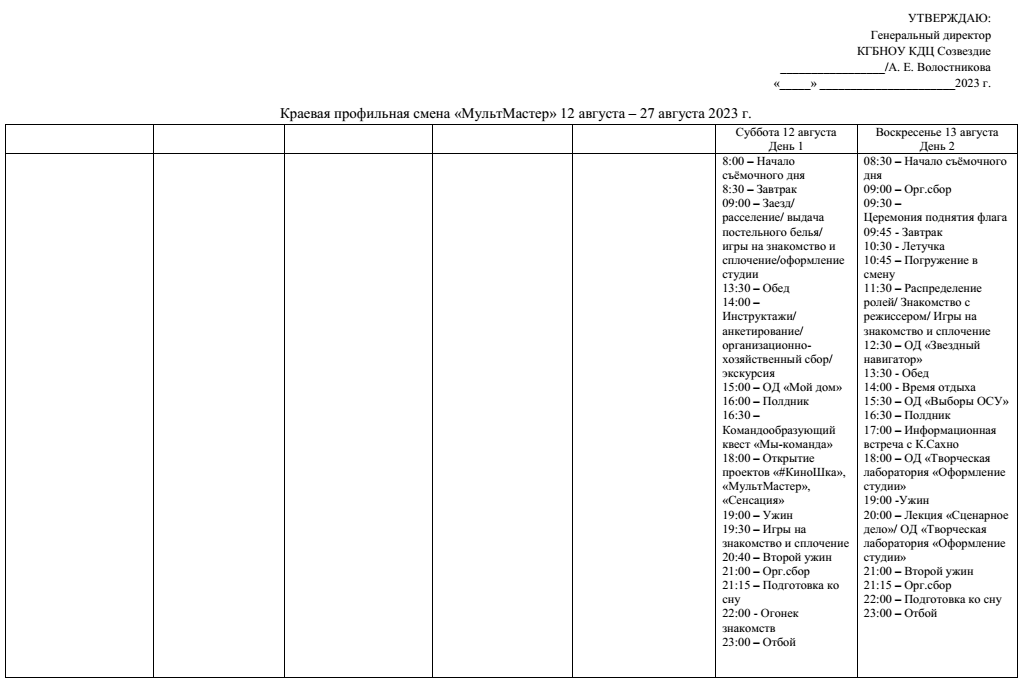 УТВЕРЖДАЮ:
Генеральный директор
КГБНОУ КДЦ Созвездие
_________________/А. Е. Волостникова
«_____» ______________________2023 г.
Краевая профильная смена «МультМастер» 12 августа – 27 августа 2023 г.
Суббота 12 августа
День 1
8:00 – Начало
съёмочного дня
8:30 – Завтрак
09:00 – Заезд/
расселение/ выдача
постельного белья/
игры на знакомство и
сплочение/оформление
студии
13:30 – Обед
14:00 –
Инструктажи/
анкетирование/
организационно-
хозяйственный сбор/
экскурсия
15:00 – ОД «Мой дом»
16:00 – Полдник
16:30 –
Командообразующий
квест «Мы-команда»
18:00 – Открытие
проектов «#КиноШка»,
«МультМастер»,
«Сенсация»
19:00 – Ужин
19:30 – Игры на
знакомство и сплочение
20:40 – Второй ужин
21:00 – Орг.сбор
21:15 – Подготовка ко
сну
22:00 - Огонек
знакомств
23:00 – Отбой
Воскресенье 13 августа
День 2
08:30 – Начало съёмочного
дня
09:00 – Орг.сбор
09:30 –
Церемония поднятия флага
09:45 - Завтрак
10:30 - Летучка
10:45 – Погружение в
смену
11:30 – Распределение
ролей/ Знакомство с
режиссером/ Игры на
знакомство и сплочение
12:30 – ОД «Звездный
навигатор»
13:30 - Обед
14:00 - Время отдыха
15:30 – ОД «Выборы ОСУ»
16:30 – Полдник
17:00 – Информационная
встреча с К.Сахно
18:00 – ОД «Творческая
лаборатория «Оформление
студии»
19:00 -Ужин
20:00 – Лекция «Сценарное
дело»/ ОД «Творческая
лаборатория «Оформление
студии»
21:00 – Второй ужин
21:15 – Орг.сбор
22:00 – Подготовка ко сну
23:00 – Отбой